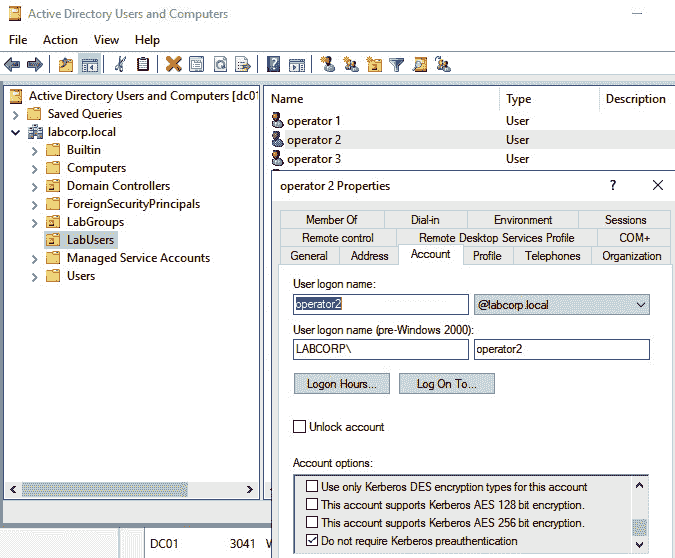 Active Directory Users and Computers
File Action View Help
Active Directory Users and Computers [dc01
Saved Queries
labcorp.local
Builtin
Computers
Domain Controllers
ForeignSecurityPrincipals
LabGroups
LabUsers
Managed Service Accounts
Users
Name Type Description
operator 1 User
operator 2 User
operator 3 User
operator 2 Properties
Member Of Dial-in Environment Sessions
Remote control Remote Desktop Services Profile COM+
General Address Account Profile Telephones Organization
User logon name:
operator2 @labcorp.local
User logon name (pre-Windows 2000):
LABCORP\ operator2
Logon Hours... Log On To...
Unlock account
Account options:
Use only Kerberos DES encryption types for this account
This account supports Kerberos AES 128 bit encryption.
This account supports Kerberos AES 256 bit encryption.
Do not require Kerberos preauthentication
DC01 3041